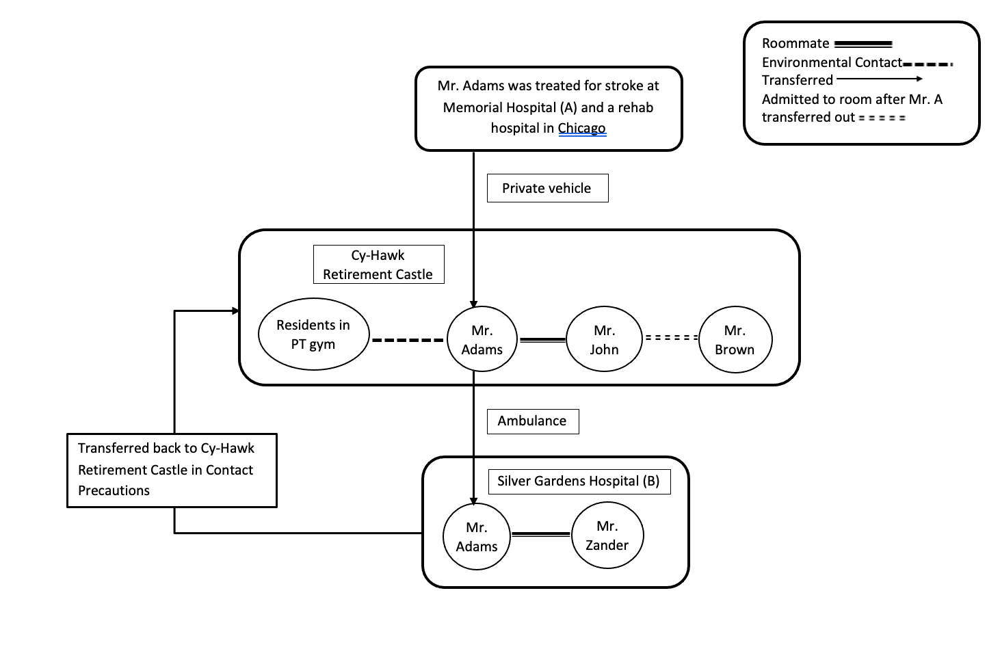 Roommate
Environmental Contact
Transferred
Admitted to room after Mr. A
transferred out
Mr. Adams was treated for stroke at
Memorial Hospital (A) and a rehab
hospital in Chicago
Private vehicle
Cy-Hawk
Retirement Castle
Residents in
PT gym
Mr.
Adams
Mr.
John
Mr.
Brown
Ambulance
Transferred back to Cy-Hawk
Retirement Castle in Contact
Precautions
Silver Gardens Hospital (B)
Mr.
Adams
Mr.
Zander